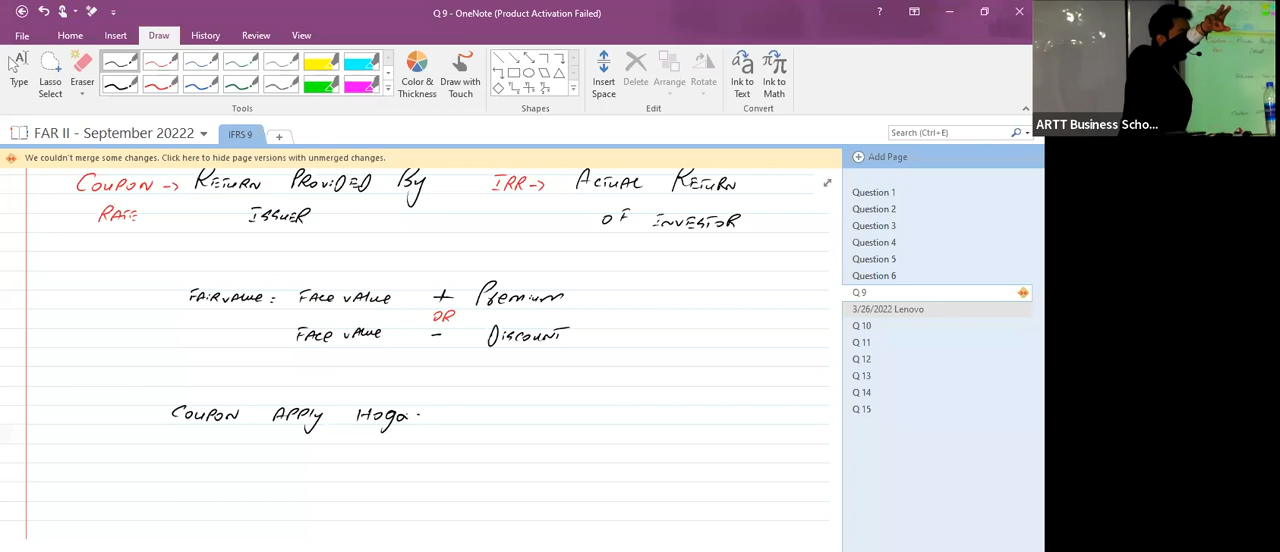 Q 9 - OneNote (Product Activation Failed)
File Home Insert Draw History Review View
Type Lasso Select Eraser Color & Thickness Draw with Touch Insert Space Delete Arrange Rotate Ink to Text Ink to Math
Tools Shapes Edit Convert
ARTT Business Scho...
FAR II - September 20222 IFRS 9 Search (Ctrl+E)
We couldn't merge some changes. Click here to hide page versions with unmerged changes.
COUPON → RETURN PROVIDED By IRR → ACTUAL RETURN
RATE ISSUER OF INVESTOR
FAIR VALUE = FACE VALUE + Premium
OR
FACE VALUE - DISCOUNT
COUPON APPLY HOGA
Add Page
Question 1
Question 2
Question 3
Question 4
Question 5
Question 6
Q 9
3/26/2022 Lenovo
Q 10
Q 11
Q 12
Q 13
Q 14
Q 15